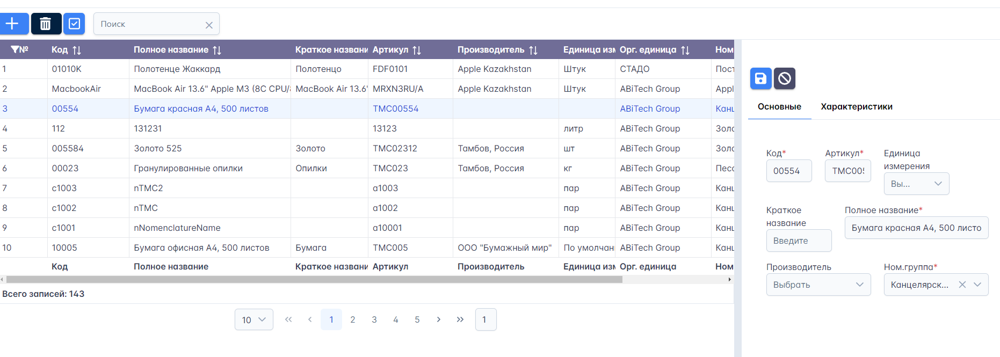 Поиск
№ Код Полное название Краткое названи Артикул Производитель Единица изм Орг. единица Ном
1 01010K Полотенце Жаккард Полотенцо FDF0101 Apple Kazakhstan Штук СТАДО Пост
2 MacbookAir MacBook Air 13.6" Apple M3 (8C CPU/8 MacBook Air 13.6" MRXN3RU/A Apple Kazakhstan Штук ABiTech Group Appl
3 00554 Бумага красная А4, 500 листов ТМС00554 ABiTech Group Канц
4 112 131231 13123 литр ABiTech Group Золо
5 005584 Золото 525 Золото ТМС02312 Тамбов, Россия шт ABiTech Group Золо
6 00023 Гранулированные опилки Опилки ТМС023 Тамбов, Россия кг ABiTech Group Песо
7 c1003 nTMC2 a1003 пар ABiTech Group Канц
8 c1002 nTMC a1002 пар ABiTech Group Канц
9 c1001 nNomenclatureName a10001 пар ABiTech Group Канц
10 10005 Бумага офисная А4, 500 листов Бумага ТМС005 ООО "Бумажный мир" По умолчан ABiTech Group Канц
Код Полное название Краткое названи Артикул Производитель Единица изм Орг. единица Ном
Всего записей: 143
10 1 2 3 4 5 1
Основные Характеристики
Код* Артикул* Единица измерения
00554 ТМС005 Вы...
Краткое название Полное название*
Введите Бумага красная А4, 500 листо
Производитель Ном.группа*
Выбрать Канцелярск...